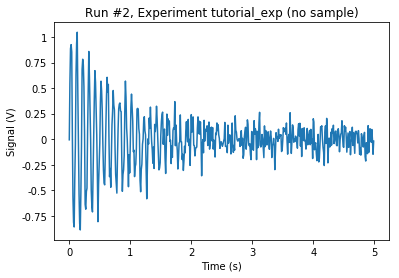 Run #2, Experiment tutorial_exp (no sample)
1
0.75
0.50
0.25
0
-0.25
-0.5
-0.75
Signal (V)
0 1 2 3 4 5
Time (s)